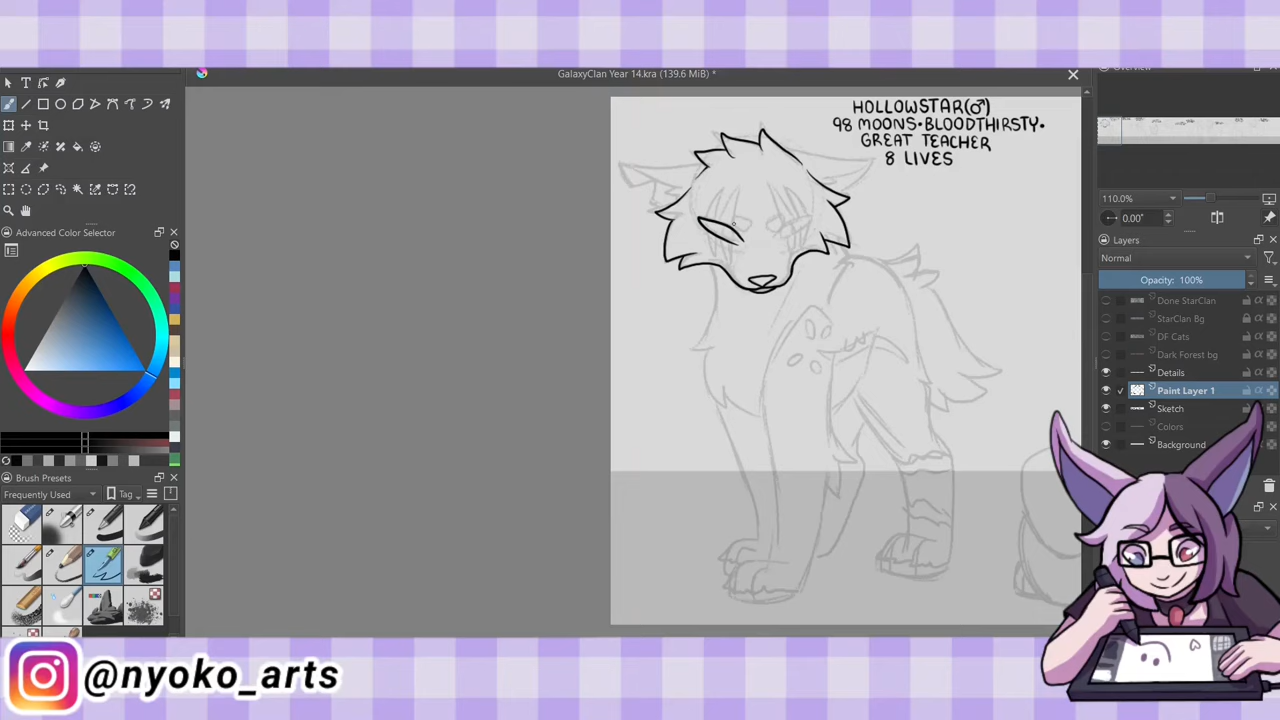 GalaxyClan Year 14.kra (139.6 MiB) *
HOLLOWSTAR(♂)
98 MOONS•BLOODTHIRSTY•
GREAT TEACHER
8 LIVES
Advanced Color Selector
Brush Presets
Frequently Used
Tag
110.0%
0.00°
Layers
Normal
Opacity: 100%
Done StarClan
StarClan Bg
DF Cats
Dark Forest bg
Details
Paint Layer 1
Sketch
Colors
Background
@nyoko_arts